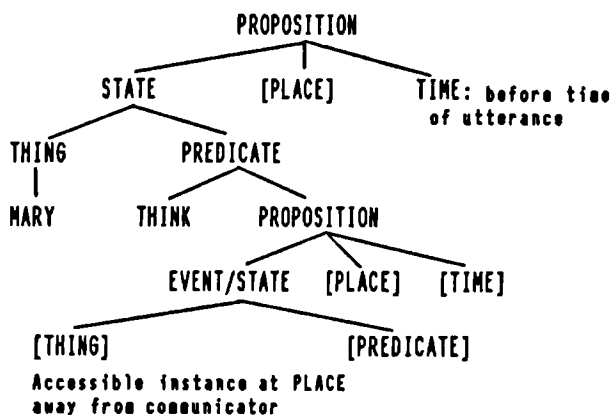 PROPOSITION
STATE [PLACE] TIME: before time
of utterance
THING PREDICATE
MARY THINK PROPOSITION
EVENT/STATE [PLACE] [TIME]
[THING] [PREDICATE]
Accessible instance at PLACE
away from communicator